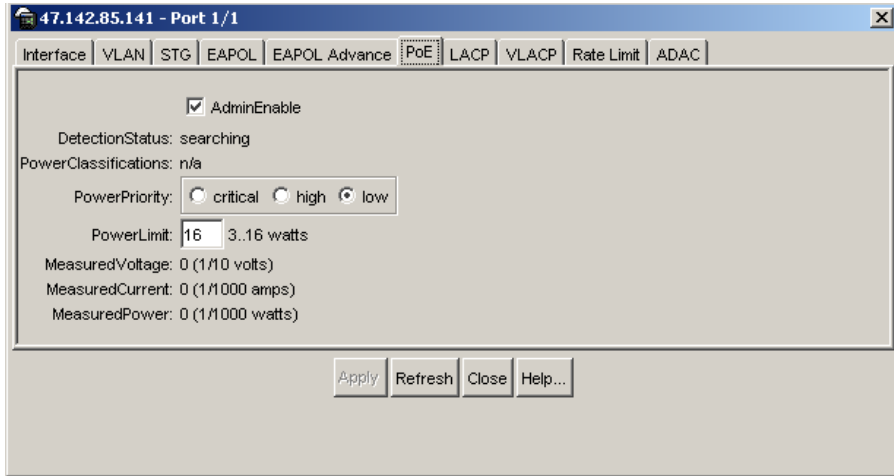 47.142.85.141 - Port 1/1
Interface VLAN STG EAPOL EAPOL Advance PoE LACP VLACP Rate Limit ADAC
AdminEnable
DetectionStatus: searching
PowerClassifications: n/a
PowerPriority: critical high low
PowerLimit: 16 3..16 watts
MeasuredVoltage: 0 (1/10 volts)
MeasuredCurrent: 0 (1/1000 amps)
MeasuredPower: 0 (1/1000 watts)
Apply Refresh Close Help...